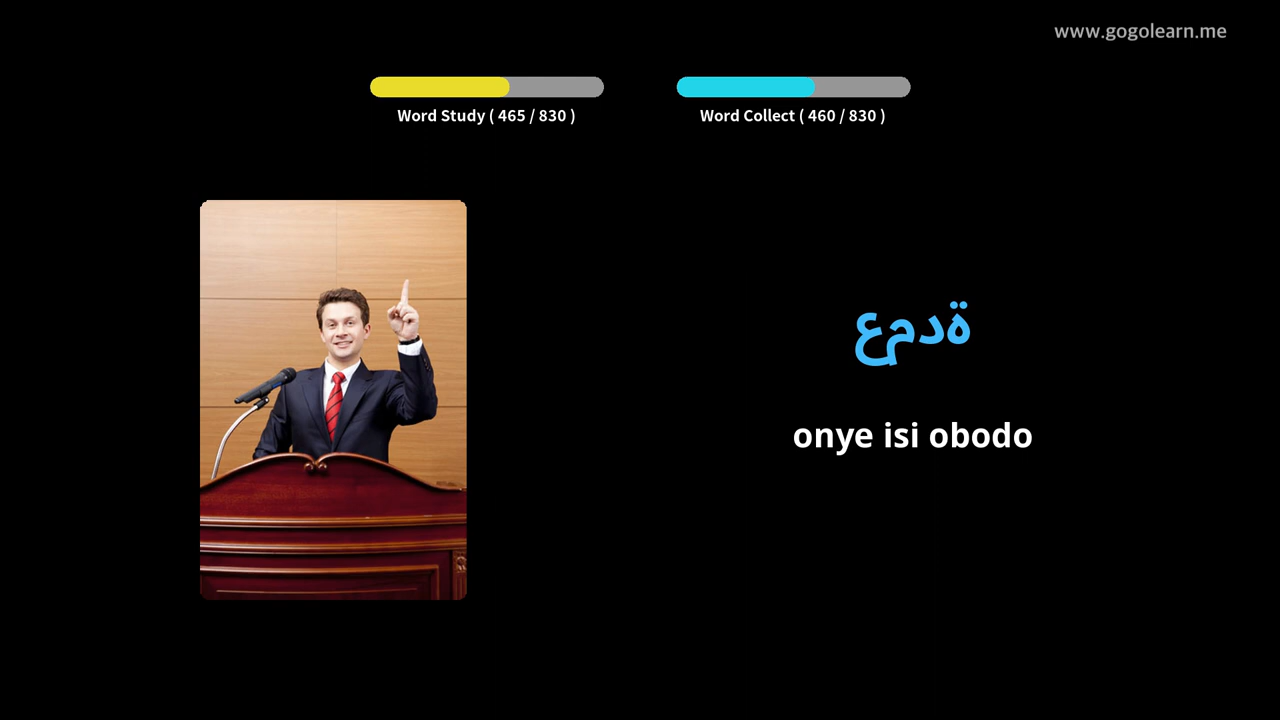 www.gogolearn.me
Word Study ( 465 / 830 )
Word Collect ( 460 / 830 )
عمدة
onye isi obodo